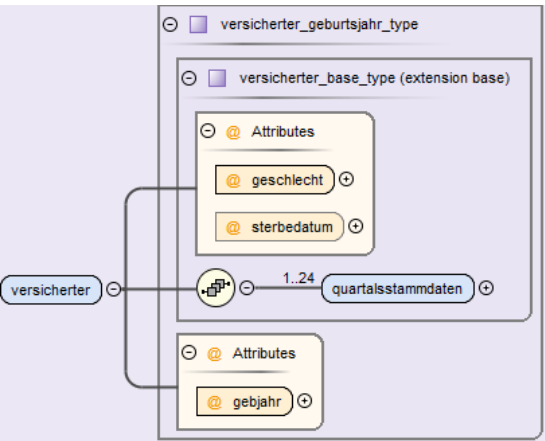 versicherter_geburtsjahr_type
versicherter_base_type (extension base)
@ Attributes
@ geschlecht
@ sterbedatum
versicherter
1..24
quartalsstammdaten
@ Attributes
@ gebjahr